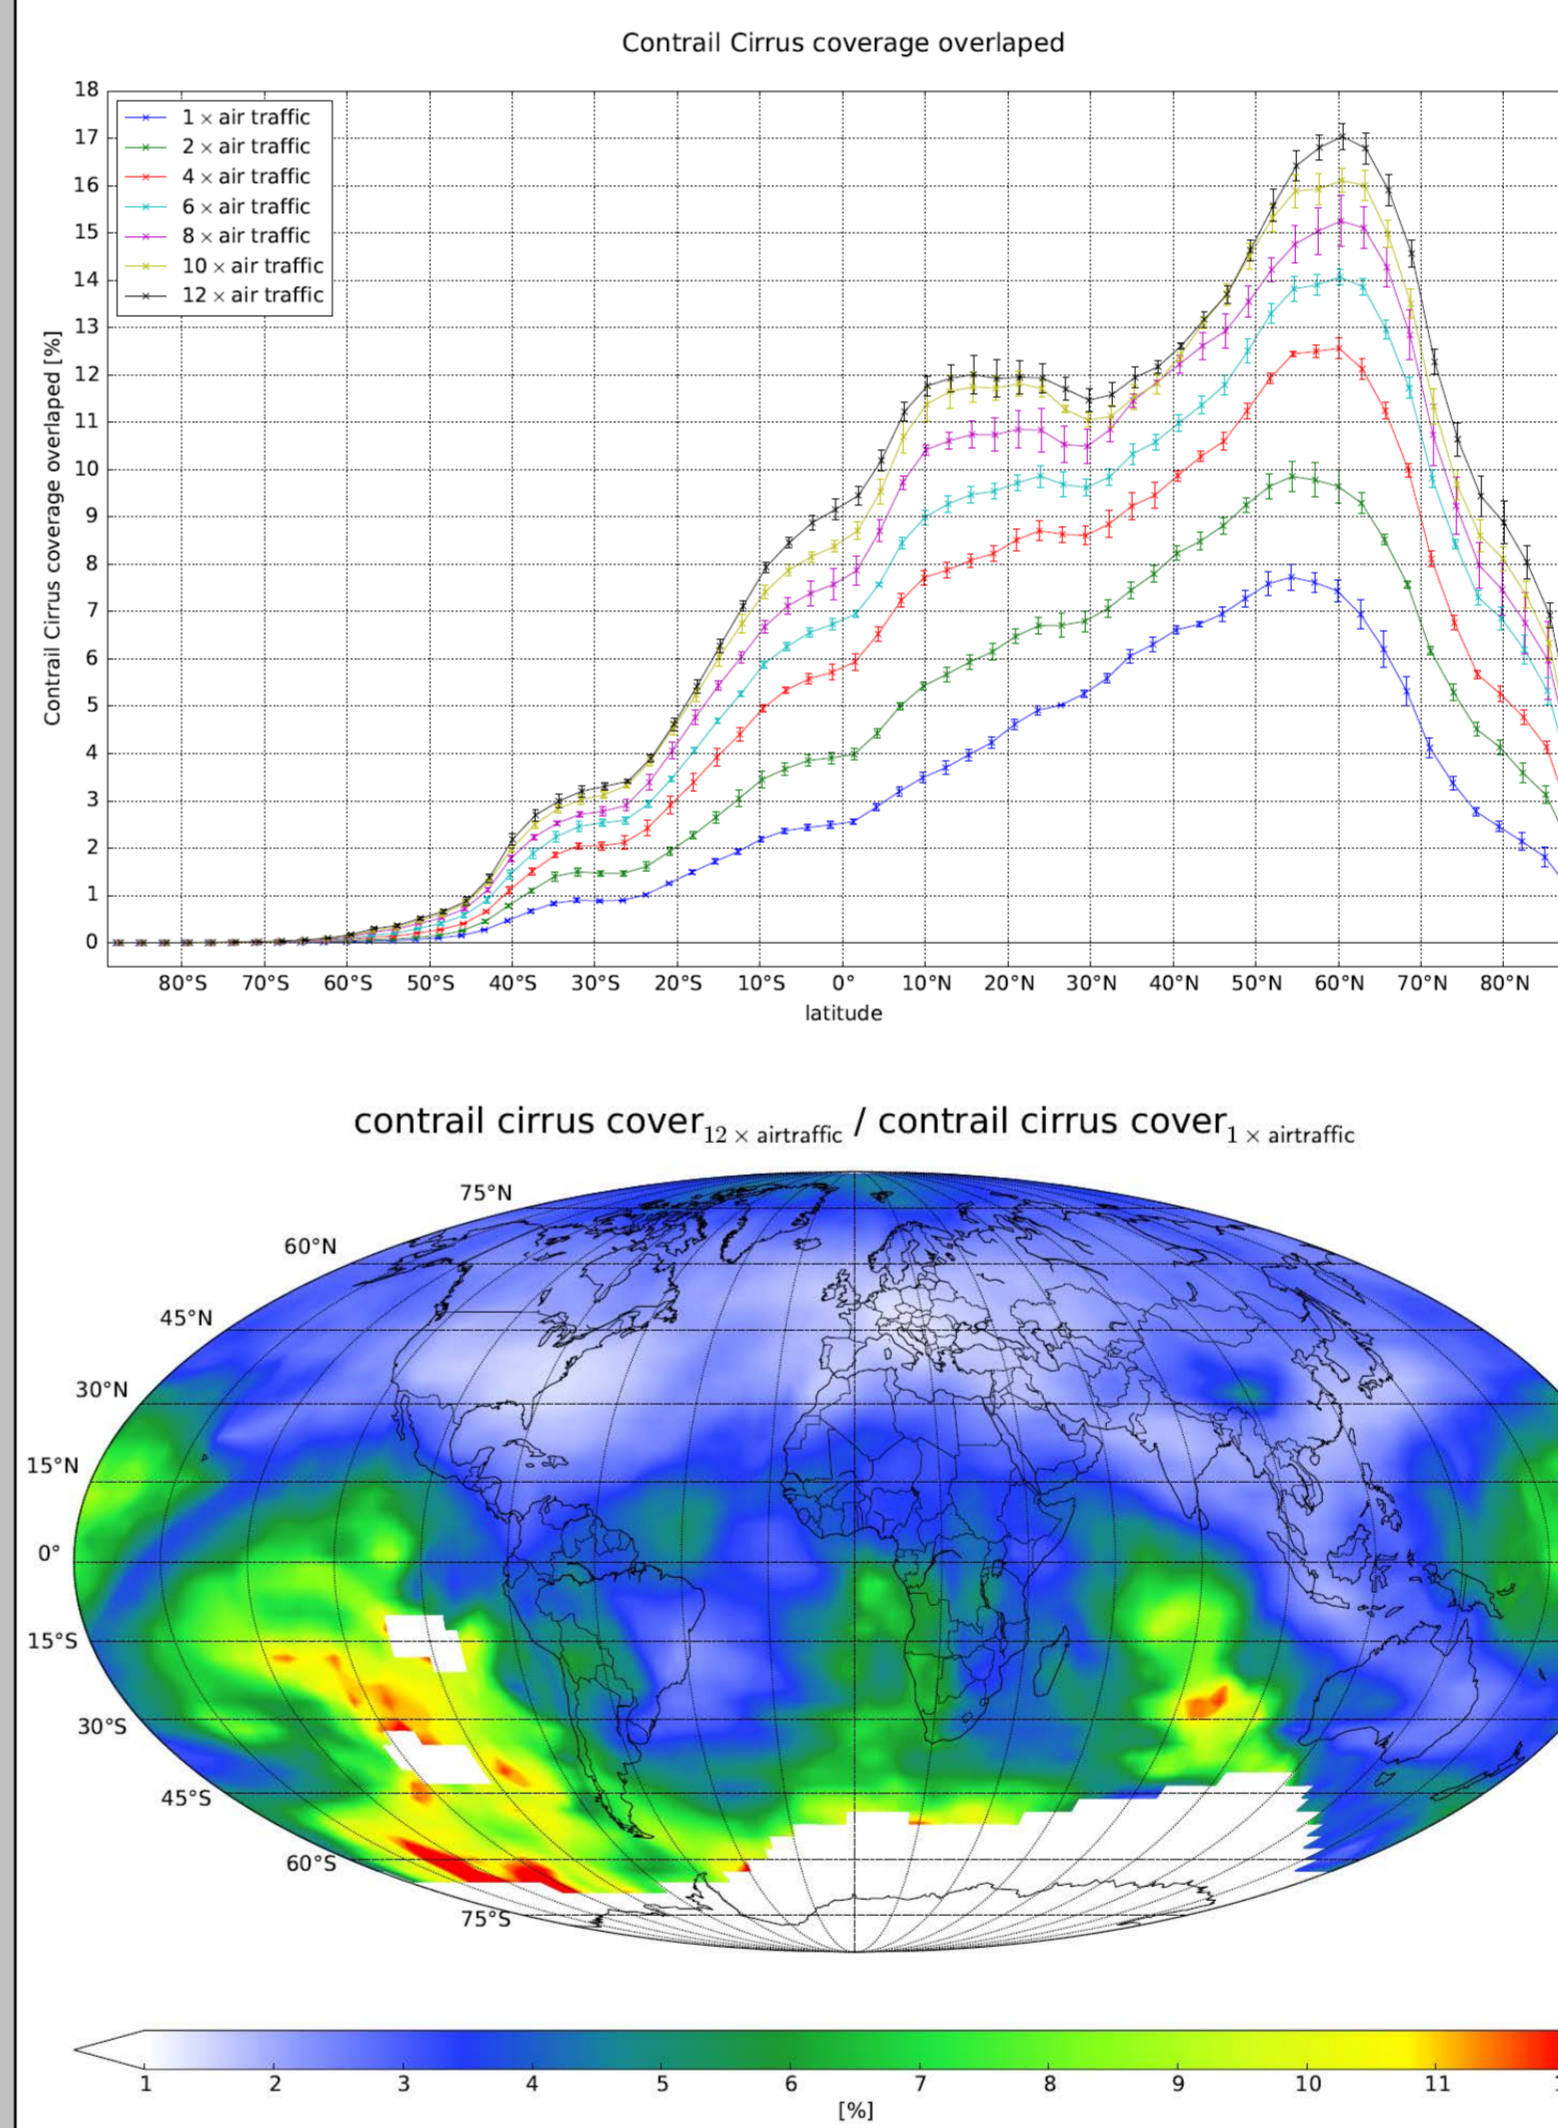 Contrail Cirrus coverage overlaped
18
17
16
15
14
13
12
11
10
9
8
7
6
5
4
3
2
1
0
Contrail Cirrus coverage overlaped [%]
1 × air traffic
2 × air traffic
4 × air traffic
6 × air traffic
8 × air traffic
10 × air traffic
12 × air traffic
80°S 70°S 60°S 50°S 40°S 30°S 20°S 10°S 0° 10°N 20°N 30°N 40°N 50°N 60°N 70°N 80°N
latitude
contrail cirrus cover12 × airtraffic / contrail cirrus cover1 × airtraffic
75°N
60°N
45°N
30°N
15°N
0°
15°S
30°S
45°S
60°S
75°S
1 2 3 4 5 6 7 8 9 10 11
[%]